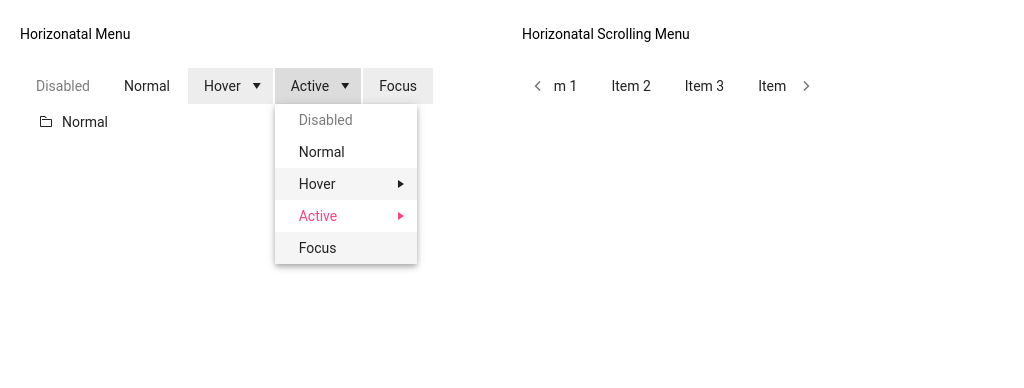 Horizonatal Menu
Disabled Normal Hover Active Focus
Normal
Disabled
Normal
Hover
Active
Focus
Horizonatal Scrolling Menu
m 1 Item 2 Item 3 Item